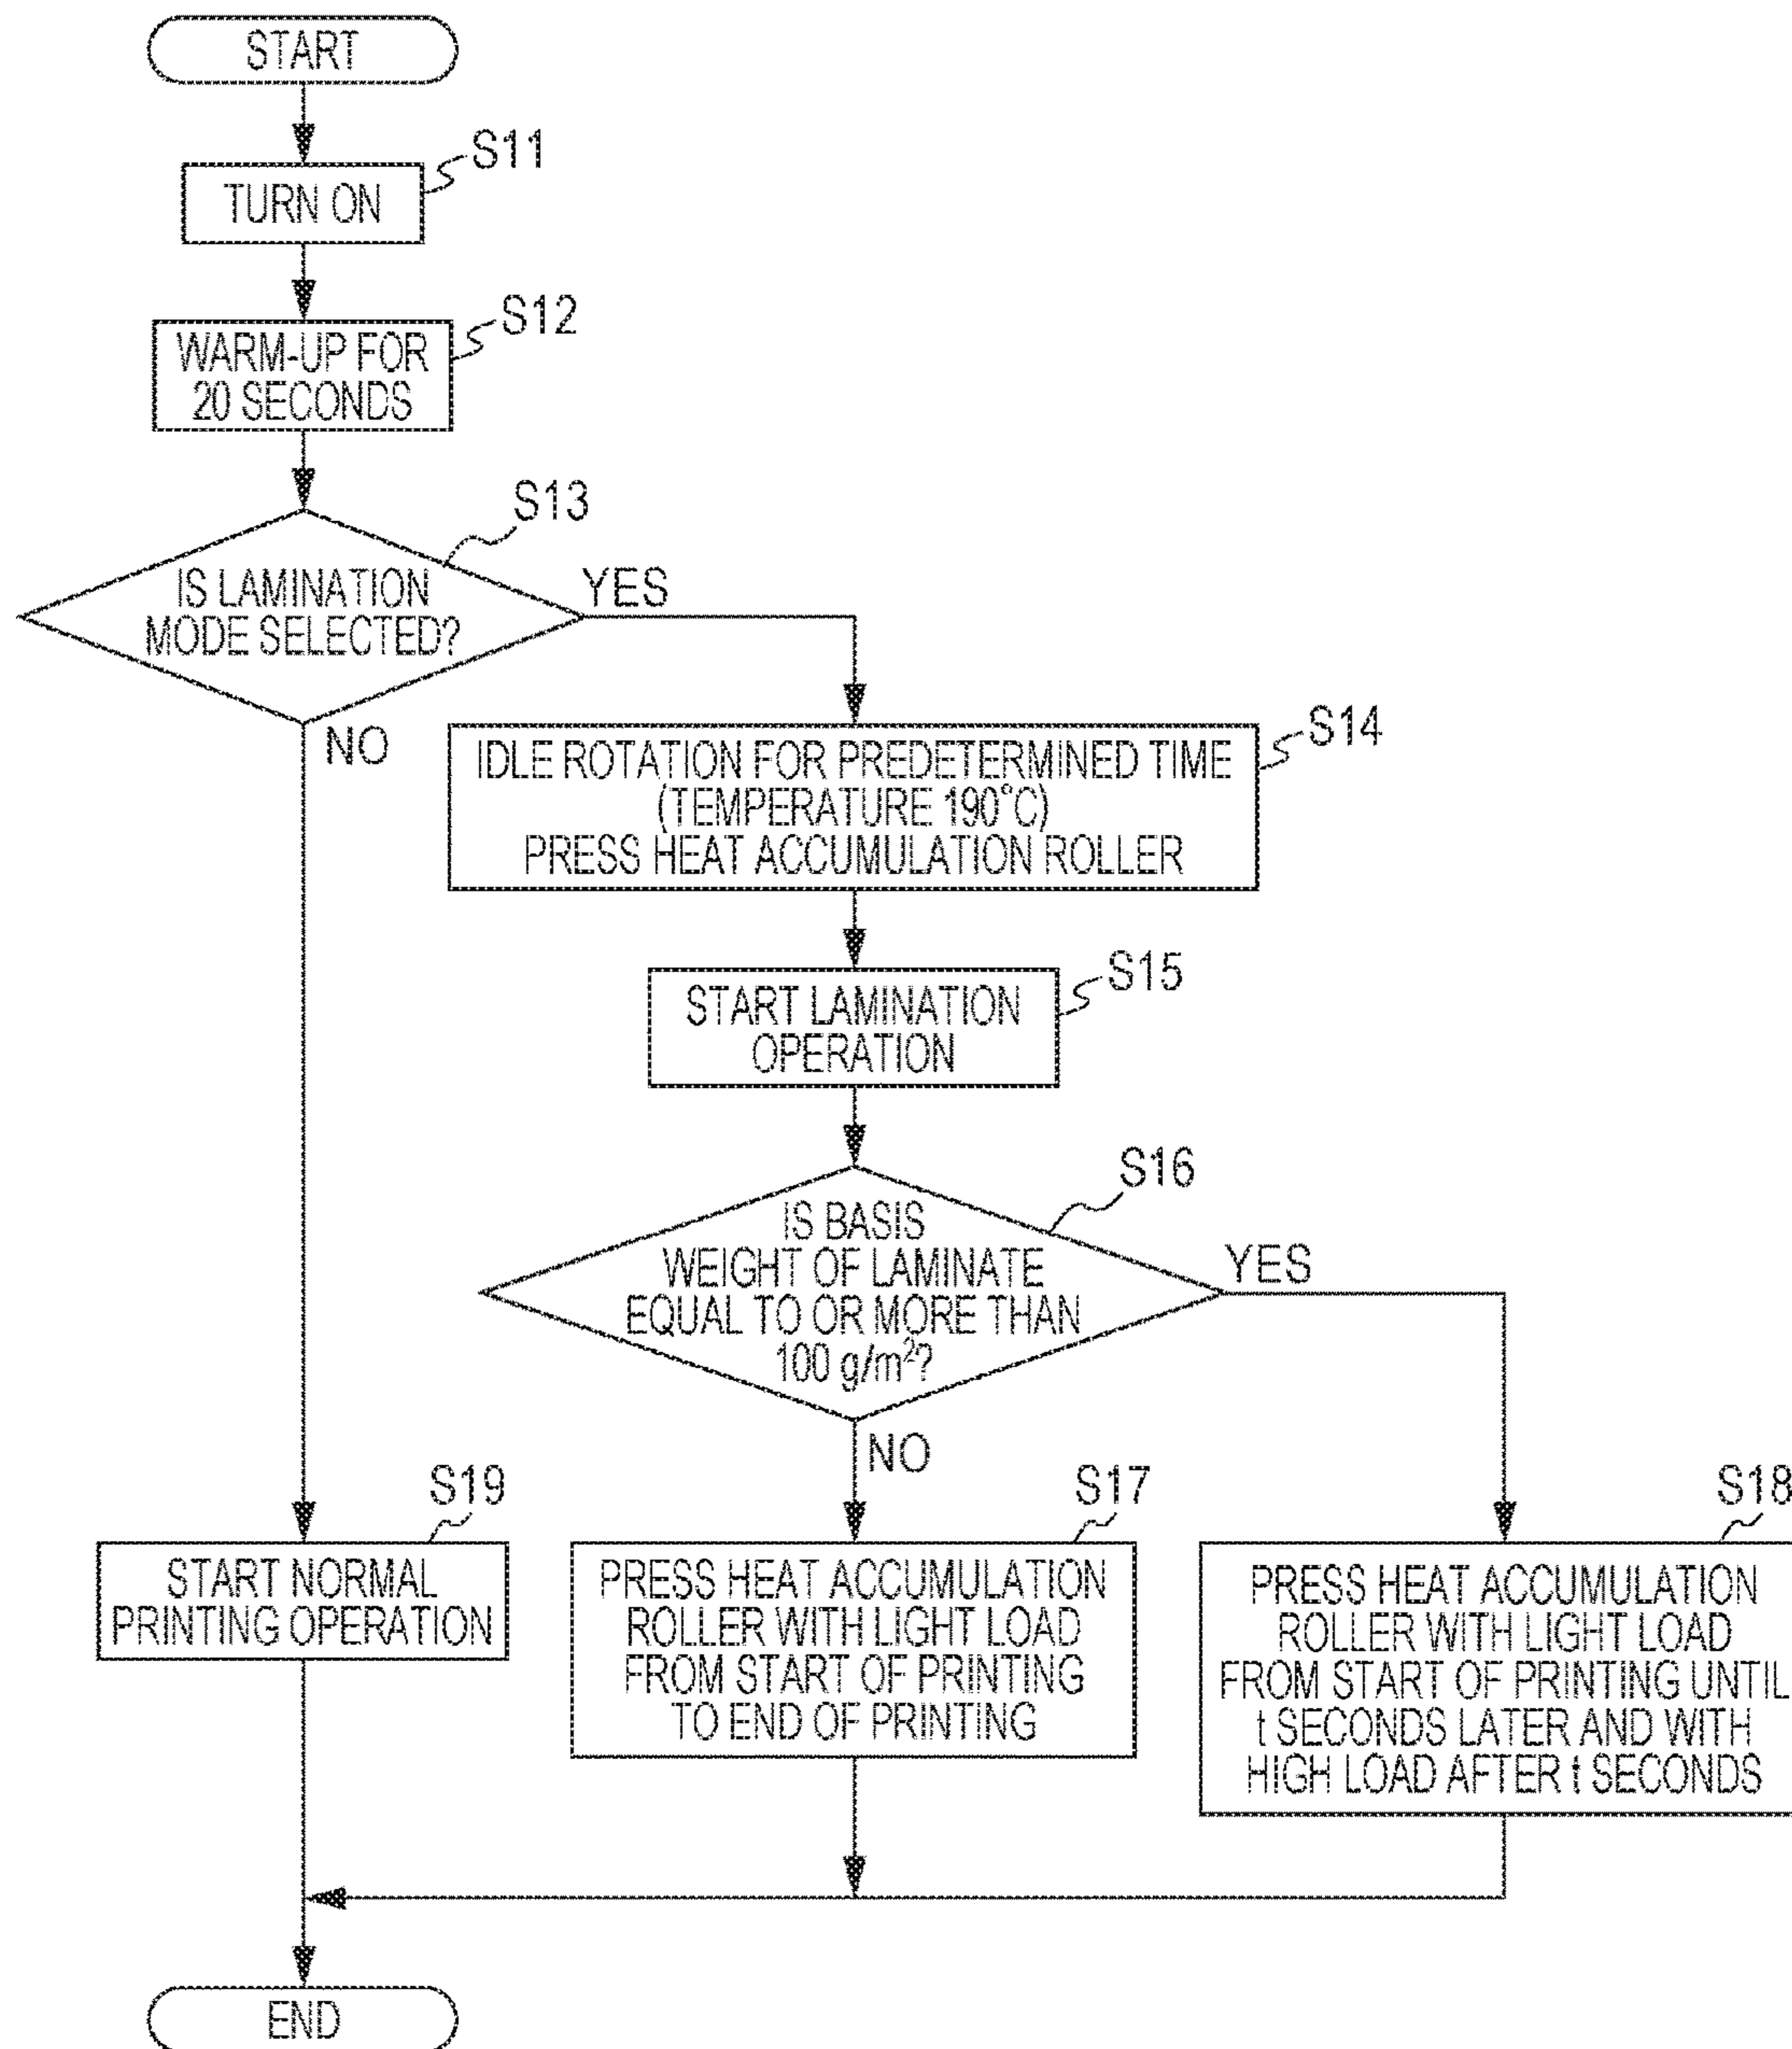 START
S11
TURN ON
S12
WARM-UP FOR
20 SECONDS
S13
IS LAMINATION
MODE SELECTED?
YES
NO
S14
IDLE ROTATION FOR PREDETERMINED TIME
(TEMPERATURE 190°C)
PRESS HEAT ACCUMULATION ROLLER
S15
START LAMINATION
OPERATION
S16
IS BASIS
WEIGHT OF LAMINATE
EQUAL TO OR MORE THAN
100 g/m²?
YES
NO
S19
START NORMAL
PRINTING OPERATION
S17
PRESS HEAT ACCUMULATION
ROLLER WITH LIGHT LOAD
FROM START OF PRINTING
TO END OF PRINTING
S18
PRESS HEAT ACCUMULATION
ROLLER WITH LIGHT LOAD
FROM START OF PRINTING UNTIL
t SECONDS LATER AND WITH
HIGH LOAD AFTER t SECONDS
END